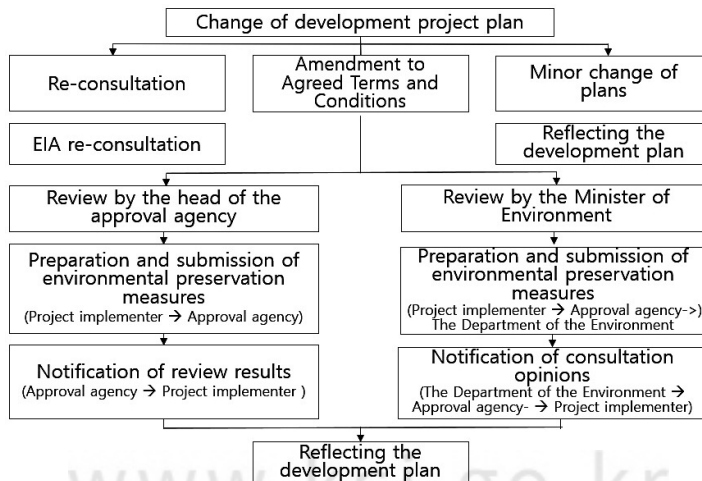 Change of development project plan
Re-consultation
Amendment to
Agreed Terms and
Conditions
Minor change of
plans
EIA re-consultation
Reflecting the
development plan
Review by the head of the
approval agency
Review by the Minister of
Environment
Preparation and submission of
environmental preservation
measures
(Project implementer → Approval agency)
Preparation and submission of
environmental preservation
measures
(Project implementer → Approval agency->)
The Department of the Environment
Notification of review results
(Approval agency → Project implementer )
Notification of consultation
opinions
(The Department of the Environment →
Approval agency- → Project implementer)
Reflecting the
development plan